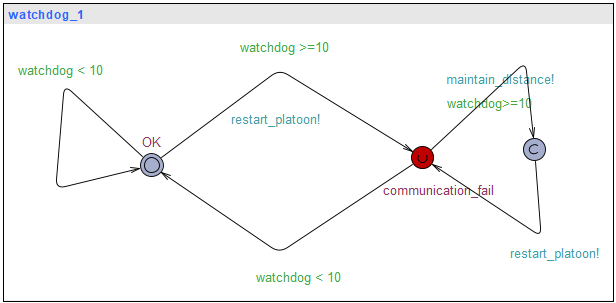 watchdog_1
watchdog >=10
watchdog < 10
maintain_distance!
watchdog>=10
restart_platoon!
OK
U
C
communication_fail
restart_platoon!
watchdog < 10